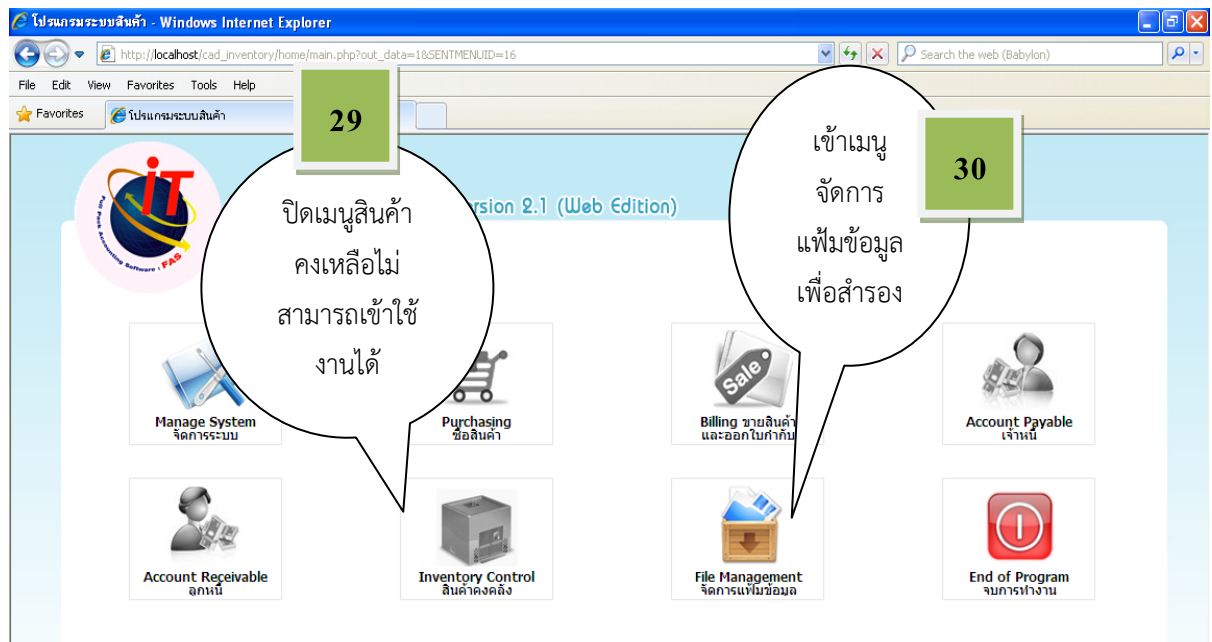 โปรแกรมระบบสินค้า - Windows Internet Explorer
http://localhost/cad_inventory/home/main.php?out_data=1&SENTMENUID=16
Search the web (Babylon)
File Edit View Favorites Tools Help
Favorites
โปรแกรมระบบสินค้า
29
ปิดเมนูสินค้า
คงเหลือไม่
สามารถเข้าใช้
งานได้
30
เข้าเมนู
จัดการ
แฟ้มข้อมูล
เพื่อสำรอง
iT
Full Pack Accounting Software : FAS
rsion 2.1 (Web Edition)
Manage System
จัดการระบบ
Purchasing
ซื้อสินค้า
Sale
Billing ขายสินค้า
และออกใบกำกับ
Account Payable
เจ้าหนี้
Account Receivable
ลูกหนี้
Inventory Control
สินค้าคงคลัง
File Management
จัดการแฟ้มข้อมูล
End of Program
จบการทำงาน